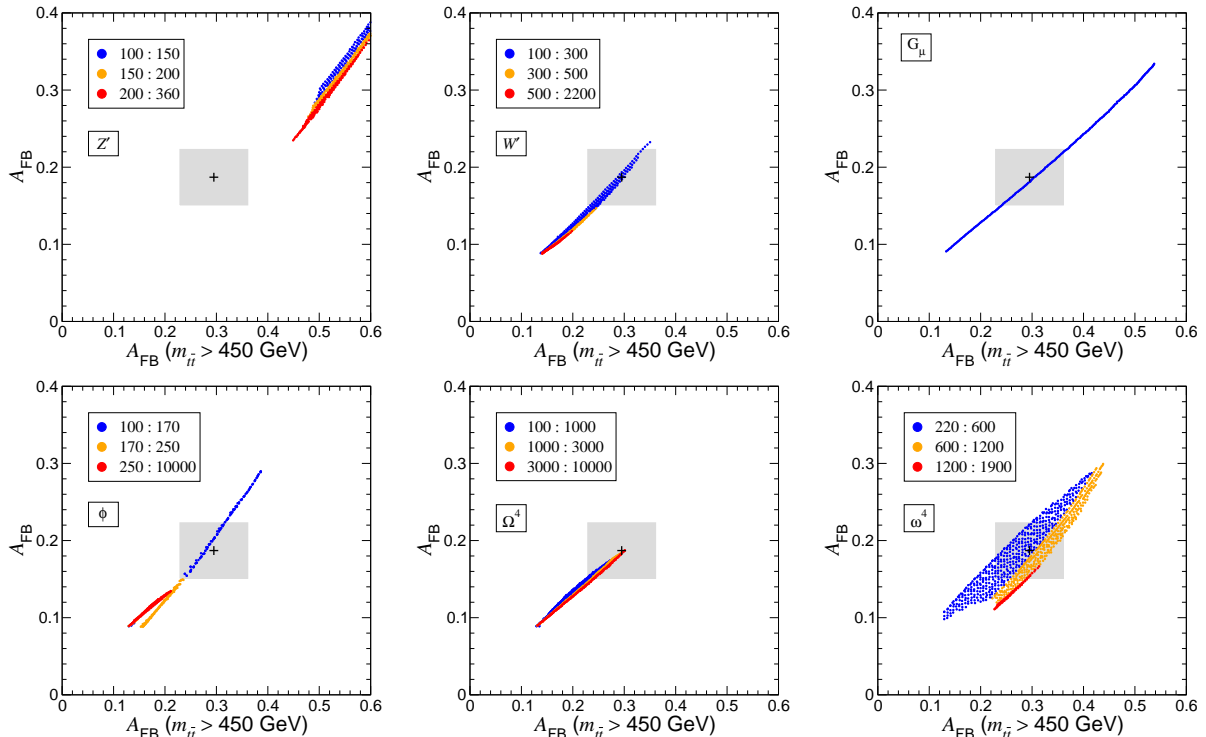 0.4
0.3
0.2
0.1
0
A_FB
100 : 150
150 : 200
200 : 360
Z′
0 0.1 0.2 0.3 0.4 0.5 0.6
A_FB (m_tt̄ > 450 GeV)
0.4
0.3
0.2
0.1
0
A_FB
100 : 300
300 : 500
500 : 2200
W′
0 0.1 0.2 0.3 0.4 0.5 0.6
A_FB (m_tt̄ > 450 GeV)
0.4
0.3
0.2
0.1
0
A_FB
G_μ
0 0.1 0.2 0.3 0.4 0.5 0.6
A_FB (m_tt̄ > 450 GeV)
0.4
0.3
0.2
0.1
0
A_FB
100 : 170
170 : 250
250 : 10000
ϕ
0 0.1 0.2 0.3 0.4 0.5 0.6
A_FB (m_tt̄ > 450 GeV)
0.4
0.3
0.2
0.1
0
A_FB
100 : 1000
1000 : 3000
3000 : 10000
Ω⁴
0 0.1 0.2 0.3 0.4 0.5 0.6
A_FB (m_tt̄ > 450 GeV)
0.4
0.3
0.2
0.1
0
A_FB
220 : 600
600 : 1200
1200 : 1900
ω⁴
0 0.1 0.2 0.3 0.4 0.5 0.6
A_FB (m_tt̄ > 450 GeV)